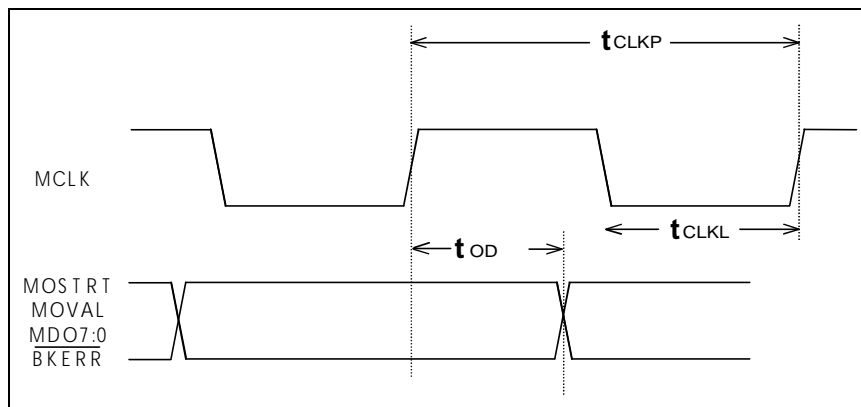 tCLKP
MCLK
tCLKL
tOD
MOSTRT
MOVAL
MDO7:0
BKERR